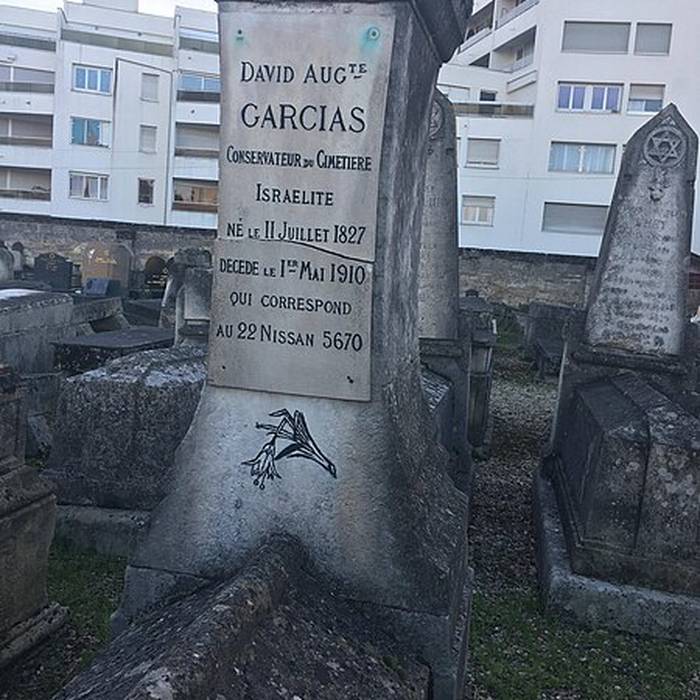 DAVID AUGTE
GARCIAS
CONSERVATEUR DU CIMETIERE
ISRAELITE
NE LE 11 JUILLET 1827
DECEDE LE 1ER MAI 1910
QUI CORRESPOND
AU 22 NISSAN 5670